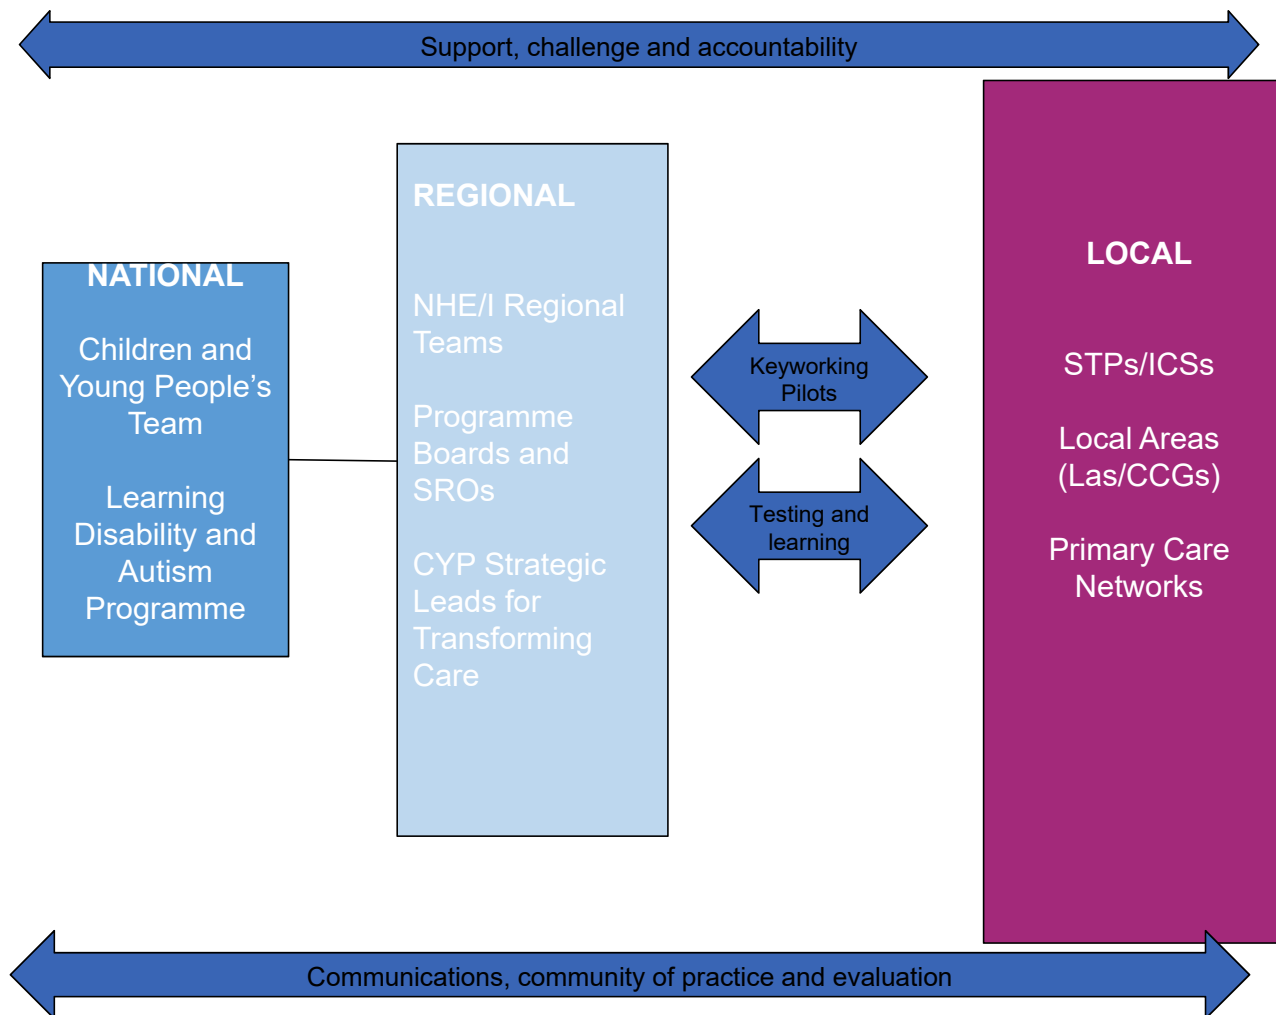 Support, challenge and accountability
NATIONAL
Children and
Young People’s
Team
Learning
Disability and
Autism
Programme
REGIONAL
NHE/I Regional
Teams
Programme
Boards and
SROs
CYP Strategic
Leads for
Transforming
Care
Keyworking
Pilots
Testing and
learning
LOCAL
STPs/ICSs
Local Areas
(Las/CCGs)
Primary Care
Networks
Communications, community of practice and evaluation